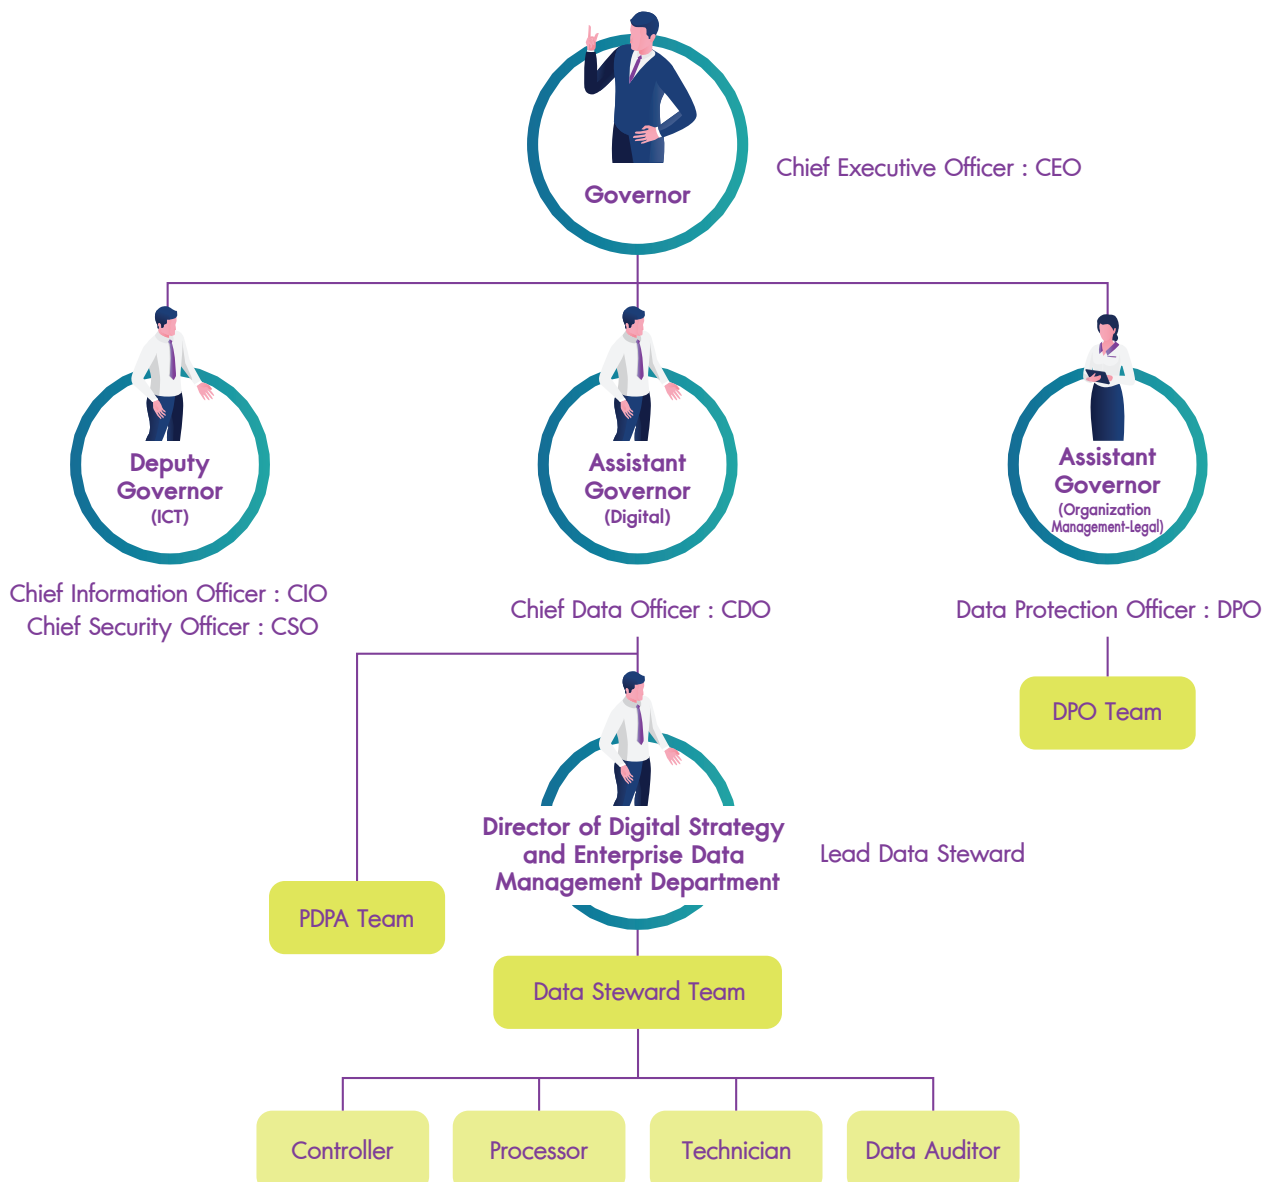 Governor
Chief Executive Officer : CEO
Deputy
Governor
(ICT)
Chief Information Officer : CIO
Chief Security Officer : CSO
Assistant
Governor
(Digital)
Chief Data Officer : CDO
Assistant
Governor
(Organization
Management-Legal)
Data Protection Officer : DPO
DPO Team
Director of Digital Strategy
and Enterprise Data
Management Department
Lead Data Steward
PDPA Team
Data Steward Team
Controller
Processor
Technician
Data Auditor